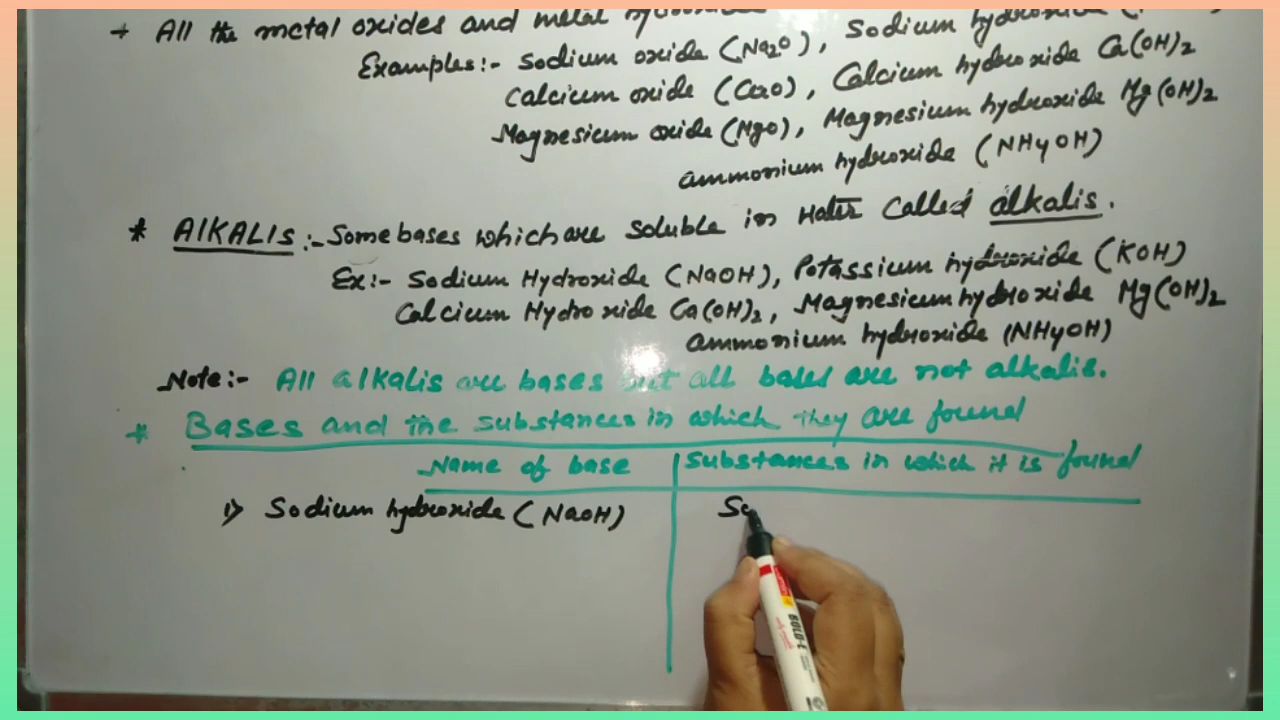 + All the metal oxides and metal
Examples:- Sodium oxide (Na2O), Sodium hydroxide
Calcium oxide (CaO), Calcium hydroxide Ca(OH)2
Magnesium oxide (MgO), Magnesium hydroxide Mg(OH)2
ammonium hydroxide (NH4OH)
* AlKALIS:- Some bases which are soluble in Water Called alkalis.
Ex:- Sodium Hydroxide (NaOH), Potassium hydroxide (KOH)
Calcium Hydroxide Ca(OH)2, Magnesium hydroxide Mg(OH)2
ammonium hydroxide (NH4OH)
Note:- All alkalis are bases but all bases are not alkalis.
* Bases and the substances in which they are found
Name of base | Substances in which it is found
1) Sodium hydroxide (NaOH) So
BOLD-E